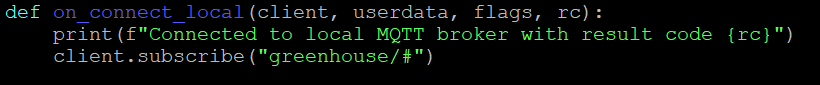 def on_connect_local(client, userdata, flags, rc):
    print(f"Connected to local MQTT broker with result code {rc}")
    client.subscribe("greenhouse/#")